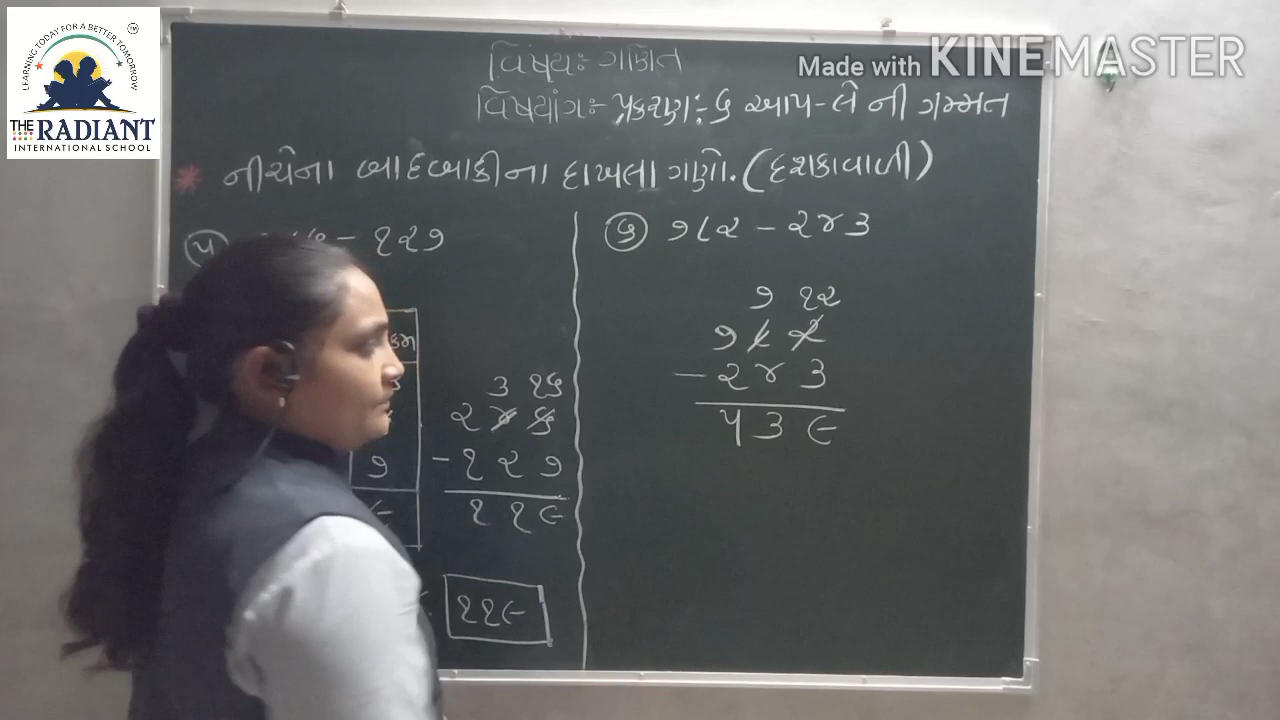 LEARNING TODAY FOR A BETTER TOMORROW
THE RADIANT
INTERNATIONAL SCHOOL
Made with KINEMASTER
વિષયઃ ગણિત
વિષયાંગઃ- પ્રકરણ:- ૬ આપ-લે ની ગમ્મત
* નીચેના બાદબાકીના દાખલા ગણો. (દશકાવાળી)
૫
- ૧૨૭
૩ ૧૬
૨ ૪ ૬
- ૧ ૨ ૭
૧ ૧ ૯
૭
૧૧૯
૬ ૭૮૨ - ૨૪૩
૭ ૧૨
૭ ૮ ૨
- ૨ ૪ ૩
૫ ૩ ૯